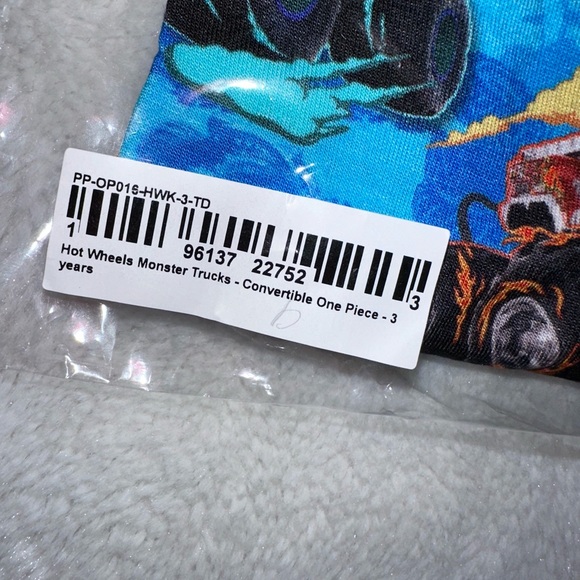 PP-OP016-HWK-3-TD
1 96137 22752 3
Hot Wheels Monster Trucks - Convertible One Piece - 3
years